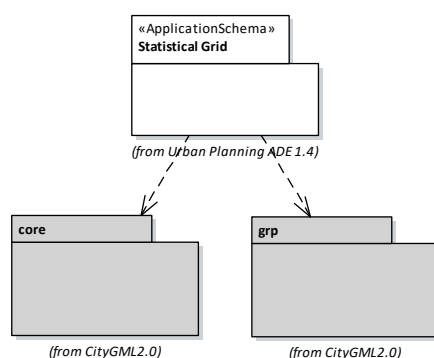 «ApplicationSchema»
Statistical Grid
(from Urban Planning ADE 1.4)
core
grp
(from CityGML2.0)
(from CityGML2.0)